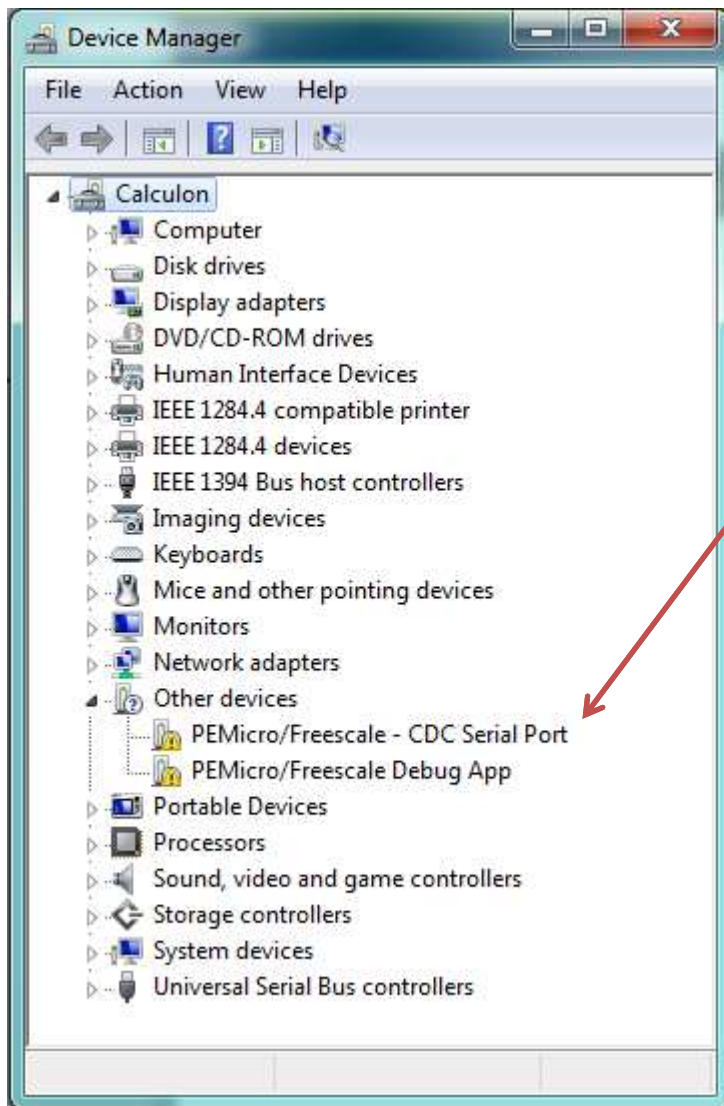 Device Manager
File Action View Help
Calculon
Computer
Disk drives
Display adapters
DVD/CD-ROM drives
Human Interface Devices
IEEE 1284.4 compatible printer
IEEE 1284.4 devices
IEEE 1394 Bus host controllers
Imaging devices
Keyboards
Mice and other pointing devices
Monitors
Network adapters
Other devices
PEMicro/Freescale - CDC Serial Port
PEMicro/Freescale Debug App
Portable Devices
Processors
Sound, video and game controllers
Storage controllers
System devices
Universal Serial Bus controllers